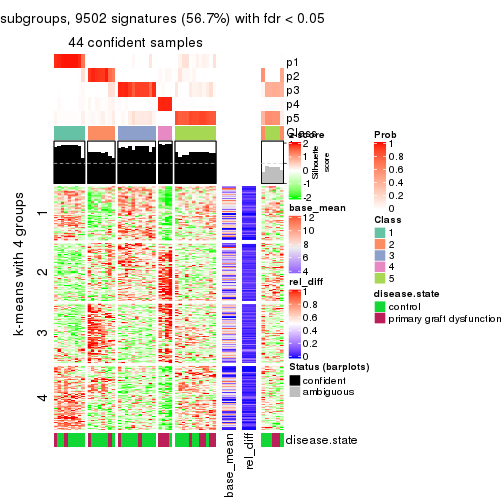 subgroups, 9502 signatures (56.7%) with fdr < 0.05
44 confident samples
p1
p2
p3
p4
p5
Class
Silhouette
score
k-means with 4 groups
1
2
3
4
base_mean
rel_diff
disease.state
z-score
2
1
0
-1
-2
base_mean
12
10
8
6
4
rel_diff
1
0.8
0.6
0.4
0.2
0
Status (barplots)
confident
ambiguous
Prob
1
0.8
0.6
0.4
0.2
0
Class
1
2
3
4
5
disease.state
control
primary graft dysfunction